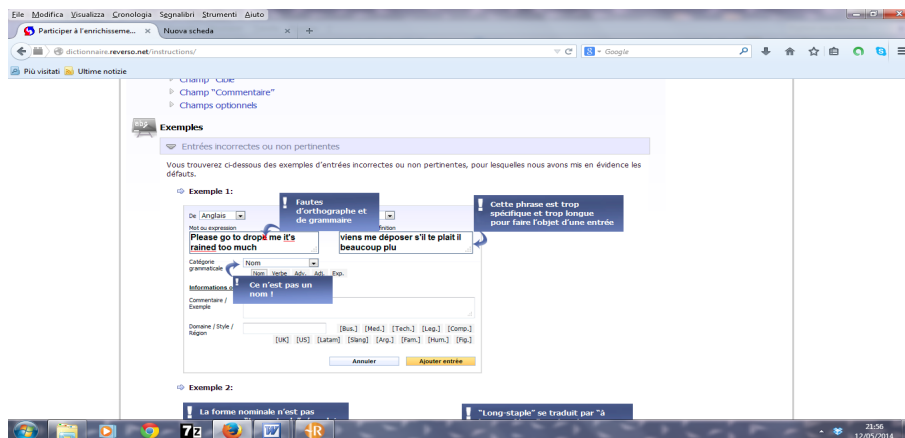 File Modifica Visualizza Cronologia Segnalibri Strumenti Aiuto
Participer à l'enrichisseme... × Nuova scheda × +
dictionnaire.reverso.net/instructions/ Google
Più visitati Ultime notizie
Champ "Cible"
Champ "Commentaire"
Champs optionnels
Exemples
Entrées incorrectes ou non pertinentes
Vous trouverez ci-dessous des exemples d'entrées incorrectes ou non pertinentes, pour lesquelles nous avons mis en évidence les
défauts.
Exemple 1:
! Fautes
d'orthographe et
de grammaire
! Cette phrase est trop
spécifique et trop longue
pour faire l'objet d'une entrée
De Anglais
Mot ou expression
Please go to drope me it's
rained too much
viens me déposer s'il te plait il
beaucoup plu
Catégorie
grammaticale
Nom
Nom Verbe Adv. Adj. Exp.
! Ce n'est pas un
nom !
Informations
Commentaire /
Exemple
Domaine / Style /
Région
[Bus.] [Med.] [Tech.] [Leg.] [Comp.]
[UK] [US] [Latam] [Slang] [Arg.] [Fam.] [Hum.] [Fig.]
Annuler Ajouter entrée
Exemple 2:
! La forme nominale n'est pas
! "Long-staple" se traduit par "à
7z W R
21:56
12/05/2014